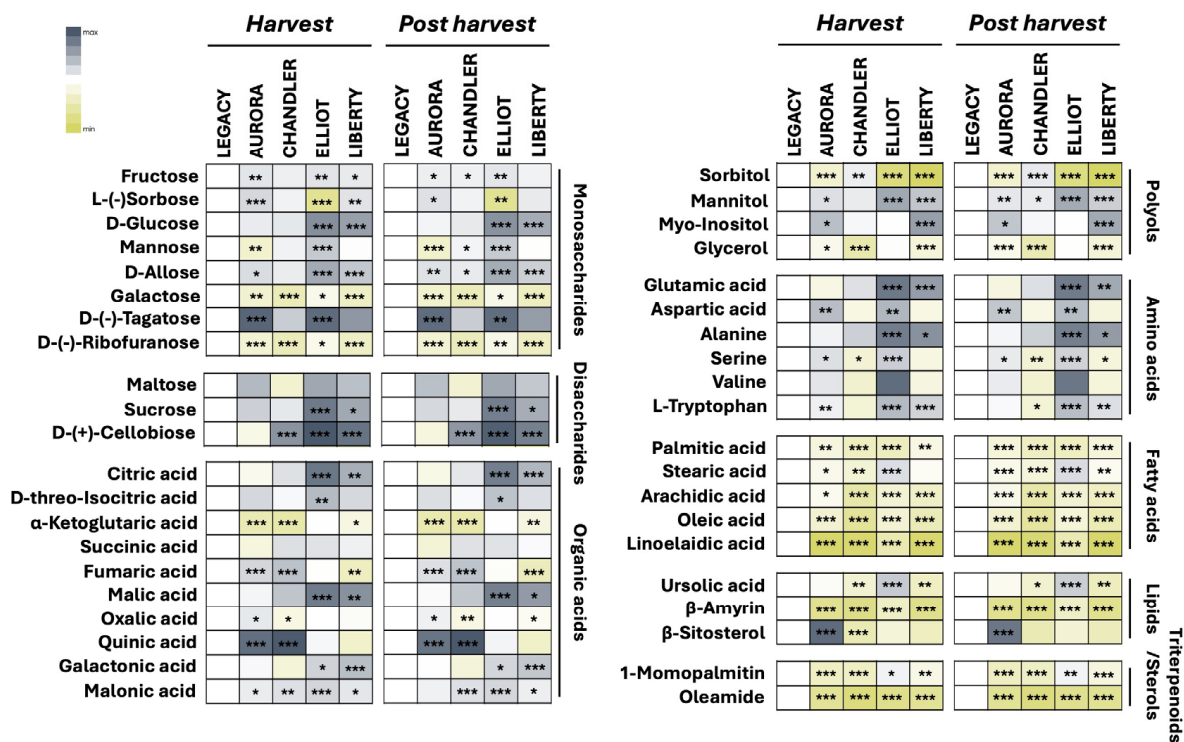 max
min
Harvest Post harvest
LEGACY AURORA CHANDLER ELLIOT LIBERTY LEGACY AURORA CHANDLER ELLIOT LIBERTY
Fructose ** ** * * * **
L-(-)Sorbose *** *** ** * **
D-Glucose *** *** *** ***
Mannose ** *** *** * ***
D-Allose * *** *** ** * *** ***
Galactose ** *** * *** *** *** * ***
D-(-)-Tagatose *** *** *** **
D-(-)-Ribofuranose *** *** * *** *** *** ** ***
Monosaccharides
Maltose
Sucrose *** * *** *
D-(+)-Cellobiose *** *** *** *** *** ***
Disaccharides
Citric acid *** ** *** ***
D-threo-Isocitric acid ** *
α-Ketoglutaric acid *** *** * *** *** **
Succinic acid
Fumaric acid *** *** ** *** *** ***
Malic acid *** ** *** *
Oxalic acid * * * ** *
Quinic acid *** *** *** ***
Galactonic acid * *** * ***
Malonic acid * ** *** * *** *** *
Organic acids
Harvest Post harvest
LEGACY AURORA CHANDLER ELLIOT LIBERTY LEGACY AURORA CHANDLER ELLIOT LIBERTY
Sorbitol *** ** *** *** *** *** *** ***
Mannitol * *** *** ** * *** ***
Myo-Inositol * *** * ***
Glycerol * *** *** *** *** ***
Polyols
Glutamic acid *** *** *** **
Aspartic acid ** ** ** **
Alanine *** * *** *
Serine * * *** * ** *** *
Valine
L-Tryptophan ** *** *** * *** **
Amino acids
Palmitic acid ** *** *** ** *** *** *** ***
Stearic acid * ** *** *** *** *** **
Arachidic acid * *** *** *** *** *** *** ***
Oleic acid *** *** *** *** *** *** *** ***
Linoelaidic acid *** *** *** *** *** *** *** ***
Fatty acids
Ursolic acid ** *** ** * *** **
β-Amyrin *** *** *** *** *** *** *** ***
β-Sitosterol *** *** ***
Lipids
1-Momopalmitin *** *** * ** *** *** ** ***
Oleamide *** *** *** *** *** *** *** ***
Triterpenoids
/Sterols